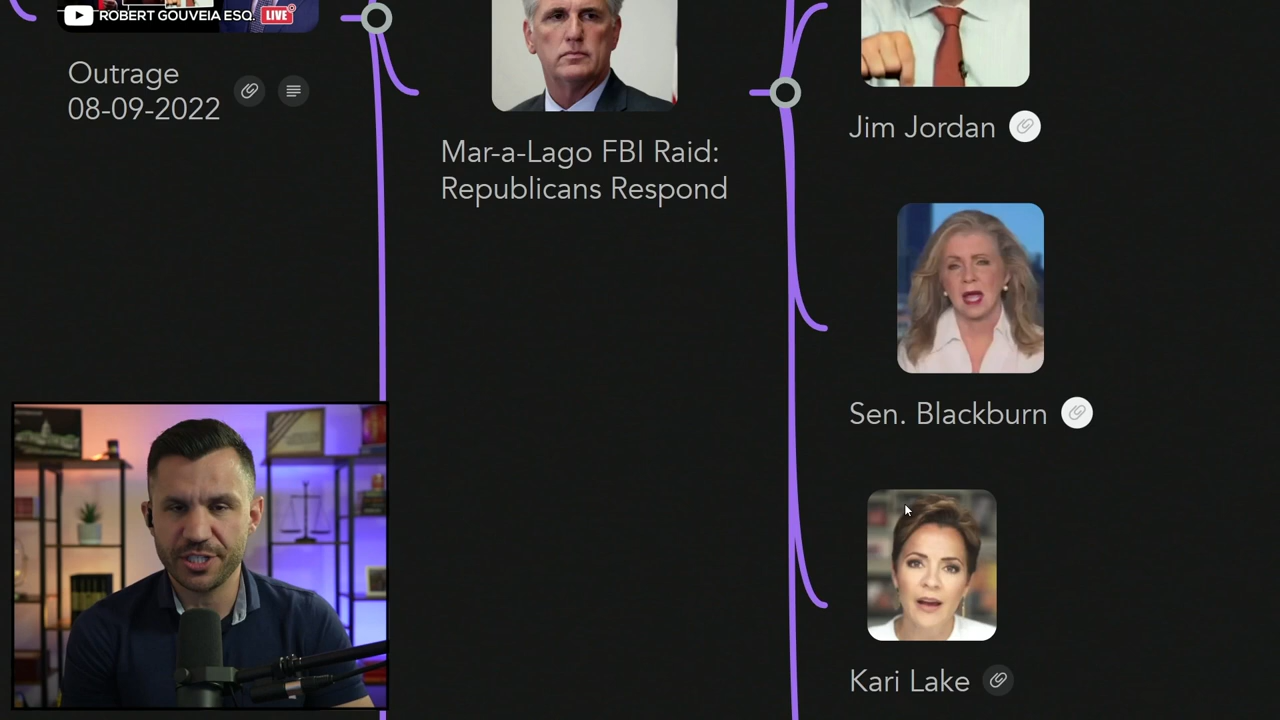 ROBERT GOUVEIA ESQ. LIVE
Outrage
08-09-2022
Mar-a-Lago FBI Raid:
Republicans Respond
Jim Jordan
Sen. Blackburn
Kari Lake